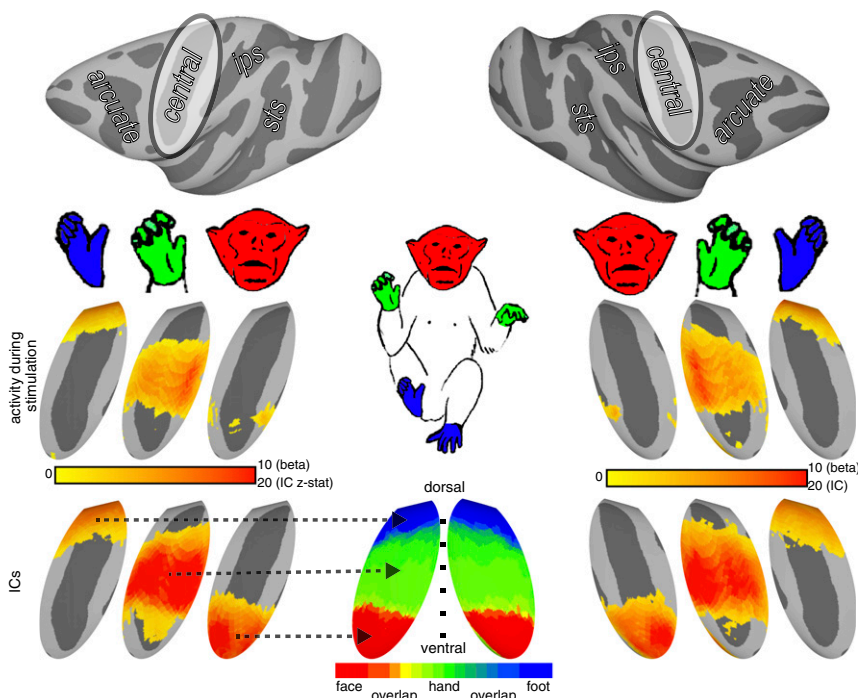 arcuate
central
ips
sts
ips
central
sts
arcuate
activity during
stimulation
0
10 (beta)
20 (IC z-stat)
0
10 (beta)
20 (IC)
dorsal
ICs
ventral
face
hand
foot
overlap
overlap